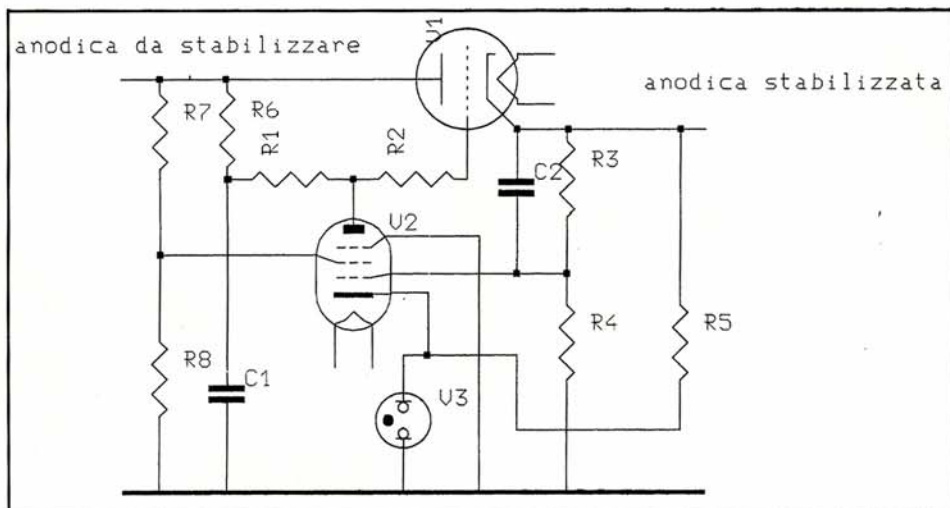 V1
anodica da stabilizzare
anodica stabilizzata
R7
R6
R1
R2
C2
R3
V2
R4
R5
R8
C1
V3